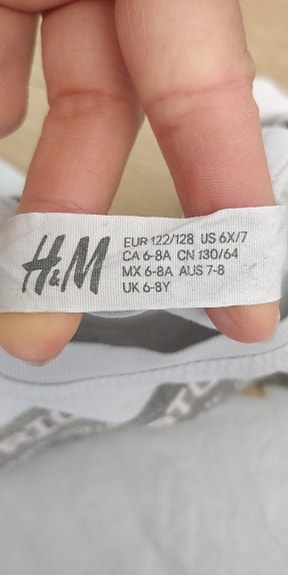 H&M
EUR 122/128 US 6X/7
CA 6-8A CN 130/64
MX 6-8A AUS 7-8
UK 6-8Y